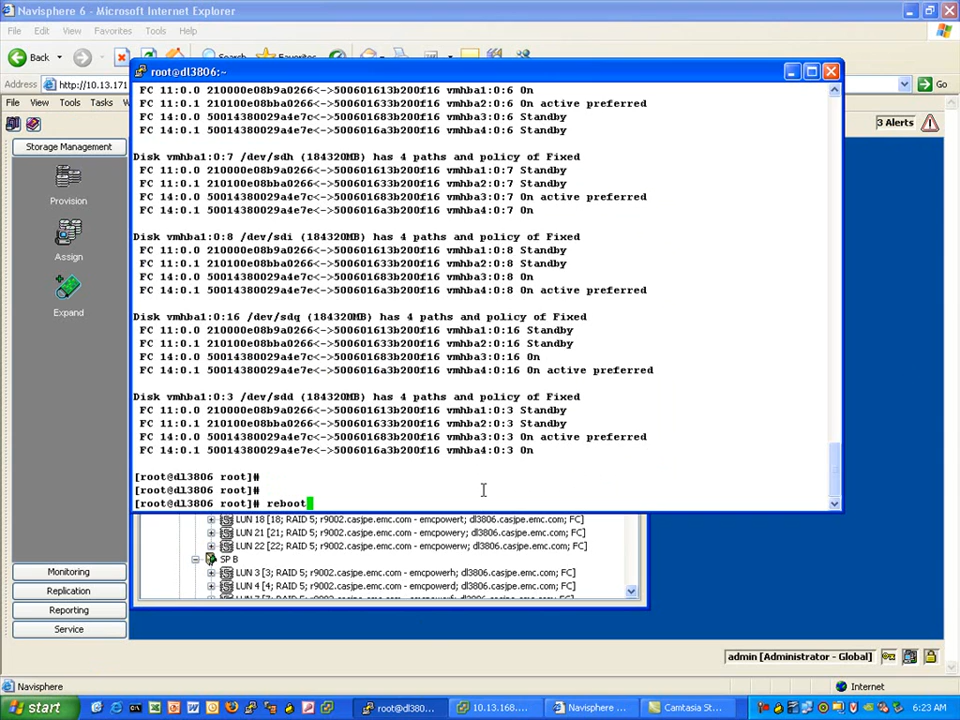 Navisphere 6 - Microsoft Internet Explorer
File Edit View Favorites Tools Help
Back Search Favorites
Address http://10.13.171 Go
File View Tools Tasks
3 Alerts
Storage Management
Provision
Assign
Expand
root@dl3806:~
FC 11:0.0 210000e08b9a0266<->500601613b200f16 vmhba1:0:6 On
FC 11:0.1 210100e08b9a0266<->500601633b200f16 vmhba2:0:6 On active preferred
FC 14:0.0 50014380029a4e7c<->500601683b200f16 vmhba3:0:6 Standby
FC 14:0.1 50014380029a4e7e<->5006016a3b200f16 vmhba4:0:6 Standby
Disk vmhba1:0:7 /dev/sdh (184320MB) has 4 paths and policy of Fixed
FC 11:0.0 210000e08b9a0266<->500601613b200f16 vmhba1:0:7 Standby
FC 11:0.1 210100e08b9a0266<->500601633b200f16 vmhba2:0:7 Standby
FC 14:0.0 50014380029a4e7c<->500601683b200f16 vmhba3:0:7 On active preferred
FC 14:0.1 50014380029a4e7e<->5006016a3b200f16 vmhba4:0:7 On
Disk vmhba1:0:8 /dev/sdi (184320MB) has 4 paths and policy of Fixed
FC 11:0.0 210000e08b9a0266<->500601613b200f16 vmhba1:0:8 Standby
FC 11:0.1 210100e08b9a0266<->500601633b200f16 vmhba2:0:8 Standby
FC 14:0.0 50014380029a4e7c<->500601683b200f16 vmhba3:0:8 On
FC 14:0.1 50014380029a4e7e<->5006016a3b200f16 vmhba4:0:8 On active preferred
Disk vmhba1:0:16 /dev/sdq (184320MB) has 4 paths and policy of Fixed
FC 11:0.0 210000e08b9a0266<->500601613b200f16 vmhba1:0:16 Standby
FC 11:0.1 210100e08b9a0266<->500601633b200f16 vmhba2:0:16 Standby
FC 14:0.0 50014380029a4e7c<->500601683b200f16 vmhba3:0:16 On
FC 14:0.1 50014380029a4e7e<->5006016a3b200f16 vmhba4:0:16 On active preferred
Disk vmhba1:0:3 /dev/sdd (184320MB) has 4 paths and policy of Fixed
FC 11:0.0 210000e08b9a0266<->500601613b200f16 vmhba1:0:3 Standby
FC 11:0.1 210100e08b9a0266<->500601633b200f16 vmhba2:0:3 Standby
FC 14:0.0 50014380029a4e7c<->500601683b200f16 vmhba3:0:3 On active preferred
FC 14:0.1 50014380029a4e7e<->5006016a3b200f16 vmhba4:0:3 On
[root@dl3806 root]#
[root@dl3806 root]#
[root@dl3806 root]# reboot
LUN 18 [18; RAID 5; r9002.casjpe.emc.com - emcpowert; dl3806.casjpe.emc.com; FC]
LUN 21 [21; RAID 5; r9002.casjpe.emc.com - emcpowerv; dl3806.casjpe.emc.com; FC]
LUN 22 [22; RAID 5; r9002.casjpe.emc.com - emcpowerw; dl3806.casjpe.emc.com; FC]
SP B
LUN 3 [3; RAID 5; r9002.casjpe.emc.com - emcpowerh; dl3806.casjpe.emc.com; FC]
LUN 4 [4; RAID 5; r9002.casjpe.emc.com - emcpowerd; dl3806.casjpe.emc.com; FC]
Monitoring
Replication
Reporting
Service
admin [Administrator - Global]
Navisphere Internet
start root@dl380... 10.13.168.... Navisphere ... Camtasia St... 6:23 AM